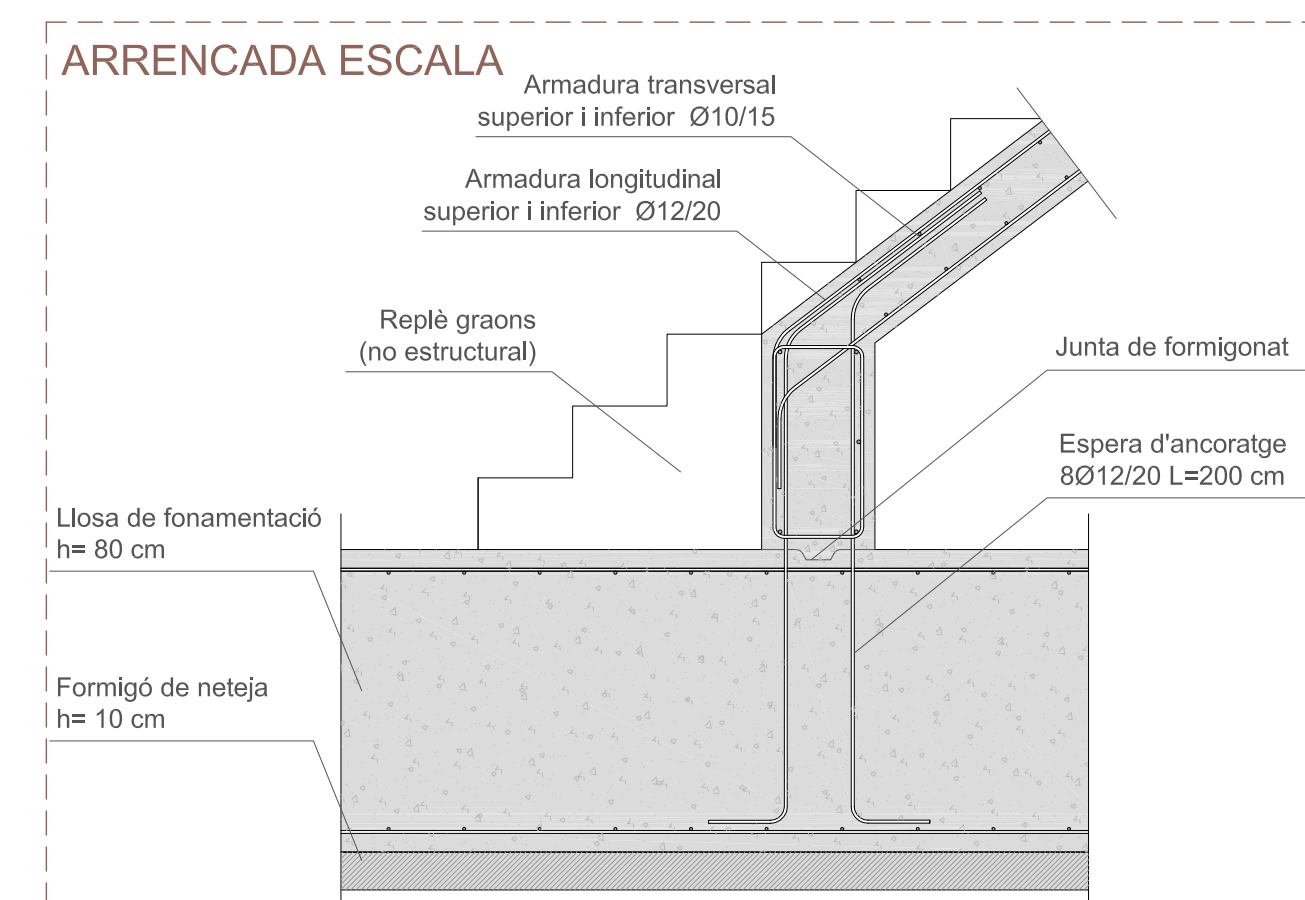 ARRENCADA ESCALA
Armadura transversal
superior i inferior Ø10/15
Armadura longitudinal
superior i inferior Ø12/20
Replè graons
(no estructural)
Junta de formigonat
Espera d'ancoratge
8Ø12/20 L=200 cm
Llosa de fonamentació
h= 80 cm
Formigó de neteja
h= 10 cm